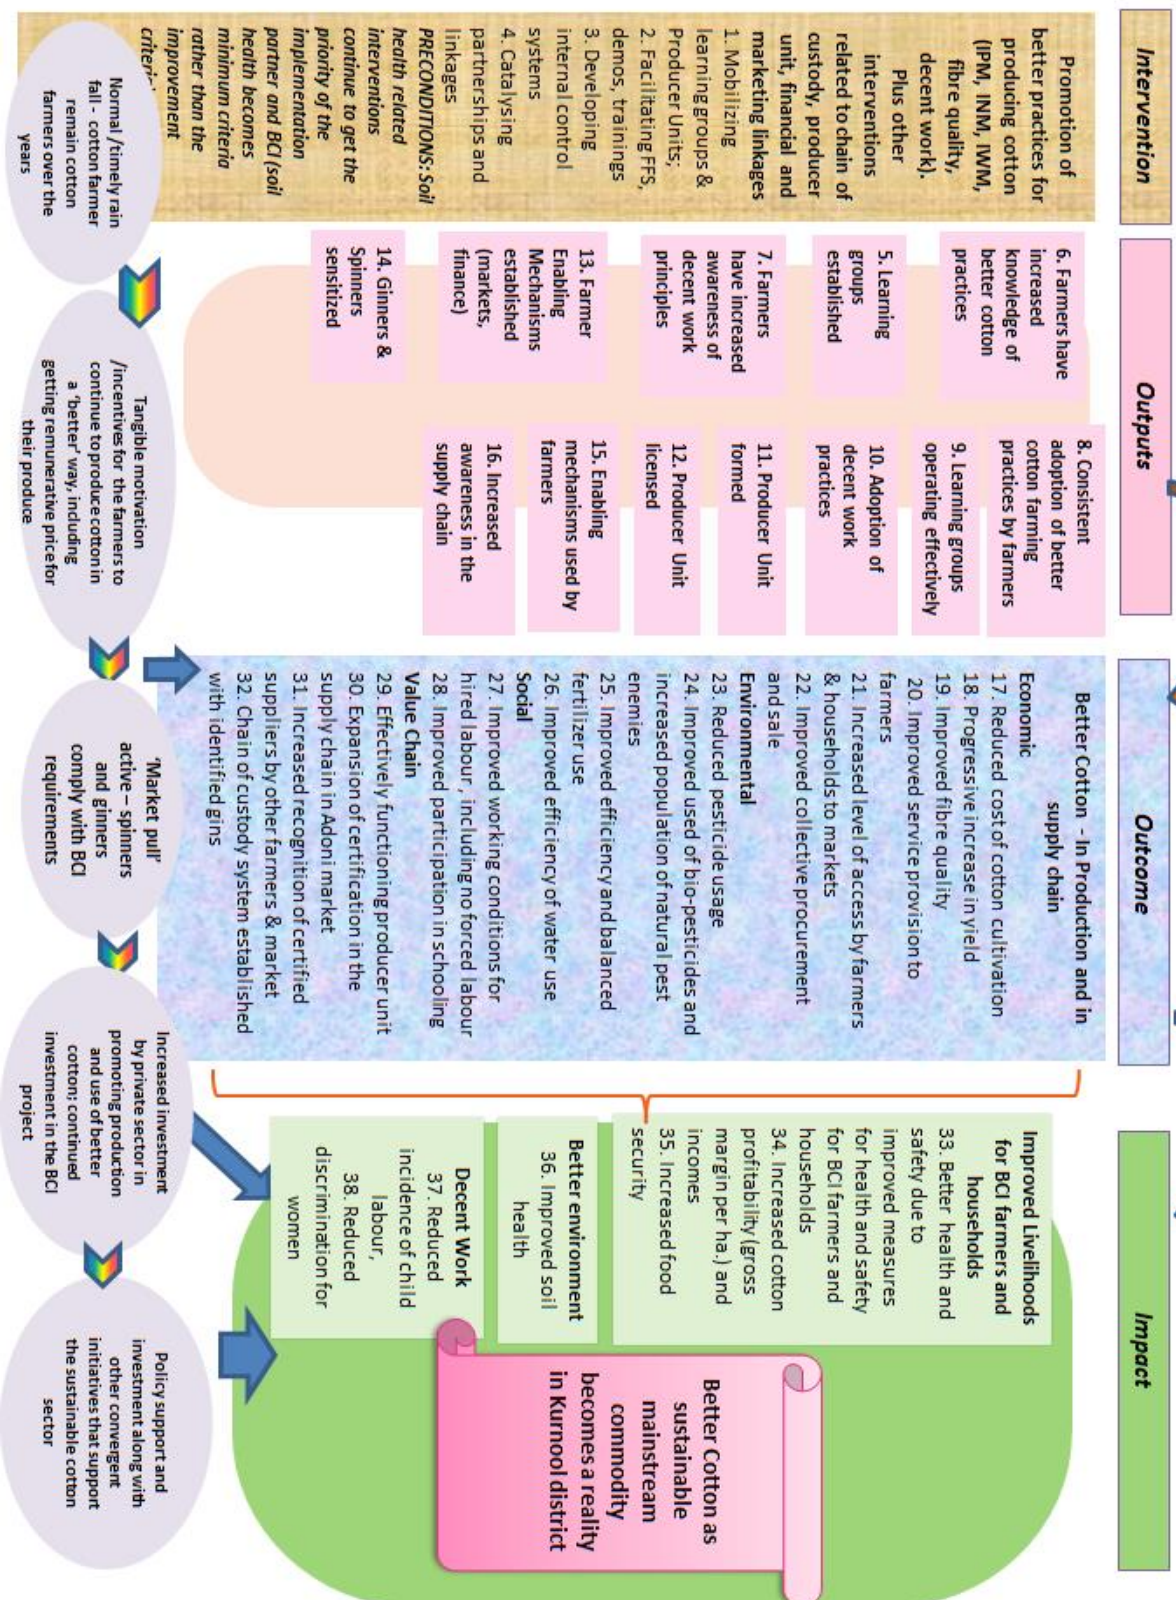 Intervention
Outputs
Outcome
Impact
Promotion of
better practices for
producing cotton
(IPM, INM, IWM,
fibre quality,
decent work).
Plus other
interventions
related to chain of
custody, producer
unit, financial and
marketing linkages
1. Mobilizing
learning groups &
Producer Units;
2. Facilitating FFS,
demos, trainings
3. Developing
internal control
systems
4. Catalysing
partnerships and
linkages
PRECONDITIONS: Soil
health related
interventions
continue to get the
priority of the
implementation
partner and BCI (soil
health becomes
minimum criteria
rather than the
improvement
6. Farmers have
increased
knowledge of
better cotton
practices
5. Learning
groups
established
7. Farmers
have increased
awareness of
decent work
principles
13. Farmer
Enabling
Mechanisms
established
(markets,
finance)
14. Ginners &
Spinners
sensitized
8. Consistent
adoption of better
cotton farming
practices by farmers
9. Learning groups
operating effectively
10. Adoption of
decent work
practices
11. Producer Unit
formed
12. Producer Unit
licensed
15. Enabling
mechanisms used by
farmers
16. Increased
awareness in the
supply chain
Better Cotton - In Production and in
supply chain
Economic
17. Reduced cost of cotton cultivation
18. Progressive increase in yield
19. Improved fibre quality
20. Improved service provision to
farmers
21. Increased level of access by farmers
& households to markets
22. Improved collective procurement
and sale
Environmental
23. Reduced pesticide usage
24. Improved used of bio-pesticides and
increased population of natural pest
enemies
25. Improved efficiency and balanced
fertilizer use
26. Improved efficiency of water use
Social
27. Improved working conditions for
hired labour, including no forced labour
28. Improved participation in schooling
Value Chain
29. Effectively functioning producer unit
30. Expansion of certification in the
supply chain in Adoni market
31. Increased recognition of certified
suppliers by other farmers & market
32. Chain of custody system established
with identified gins
Improved Livelihoods
for BCI farmers and
households
33. Better health and
safety due to
improved measures
for health and safety
for BCI farmers and
households
34. Increased cotton
profitability (gross
margin per ha.) and
incomes
35. Increased food
security
Better environment
36. Improved soil
health
Decent Work
37. Reduced
incidence of child
labour,
38. Reduced
discrimination for
women
Better Cotton as
sustainable
mainstream
commodity
becomes a reality
in Kurnool district
Normal /timely rain
fall - cotton farmer
remain cotton
farmers over the
years
Tangible motivation
/incentives for the farmers to
continue to produce cotton in
a 'better' way, including
getting remunerative price for
their produce
'Market pull'
active – spinners
and ginners
comply with BCI
requirements
Increased investment
by private sector in
promoting production
and use of better
cotton; continued
investment in the BCI
project
Policy support and
investment along with
other convergent
initiatives that support
the sustainable cotton
sector